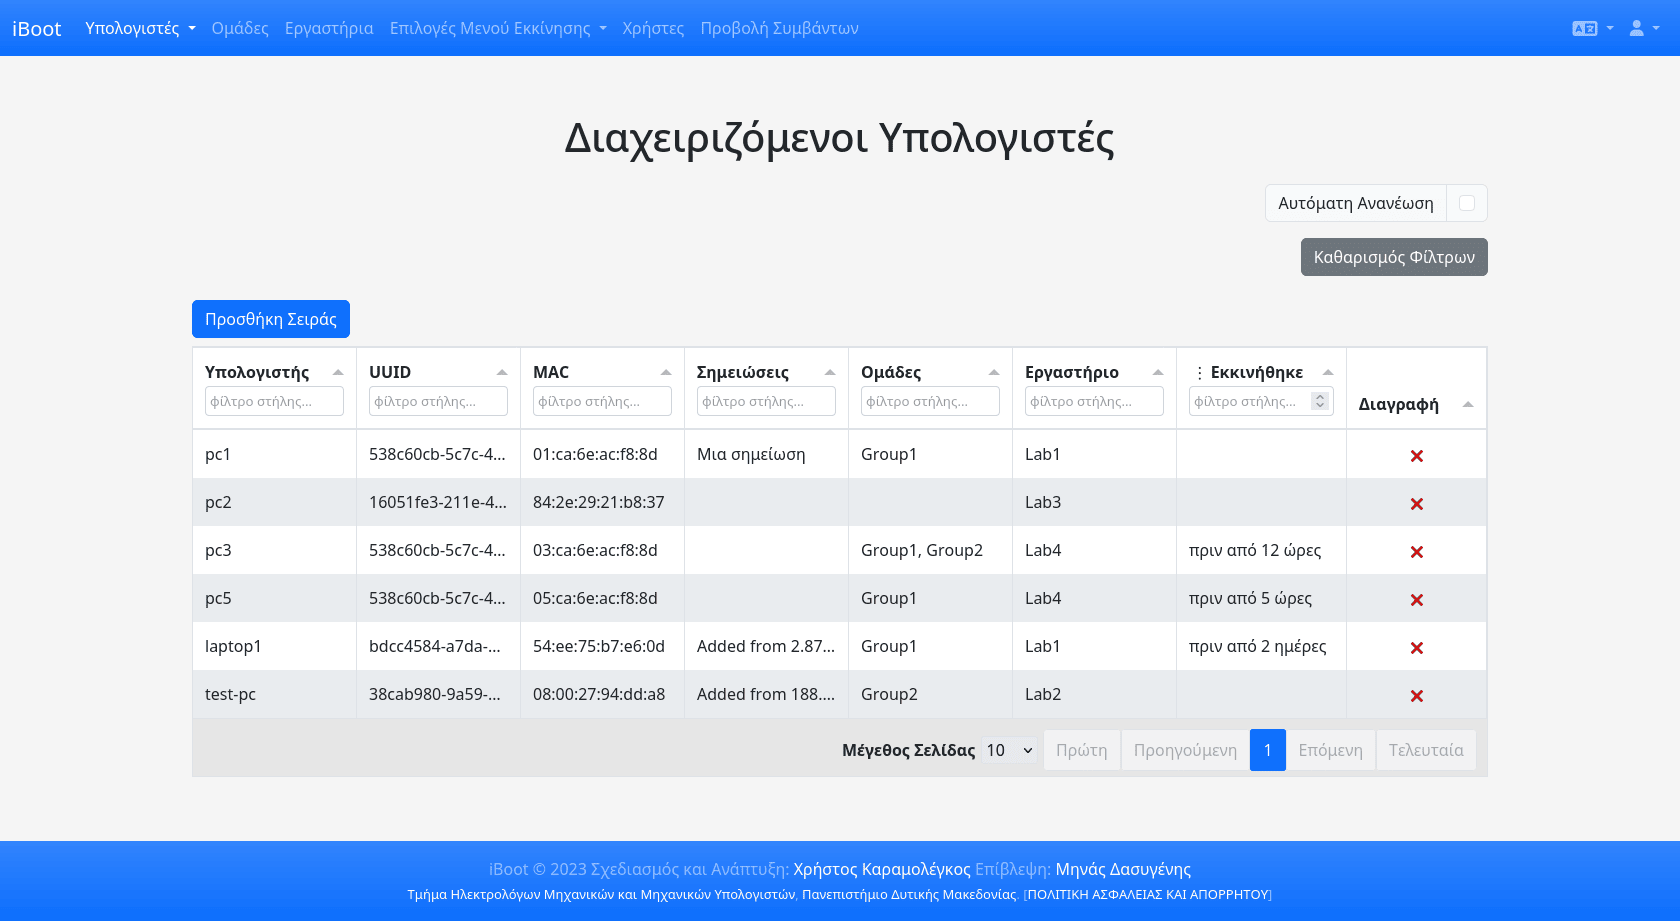 iBoot Υπολογιστές Ομάδες Εργαστήρια Επιλογές Μενού Εκκίνησης Χρήστες Προβολή Συμβάντων
Διαχειριζόμενοι Υπολογιστές
Αυτόματη Ανανέωση
Καθαρισμός Φίλτρων
Προσθήκη Σειράς
Υπολογιστής UUID MAC Σημειώσεις Ομάδες Εργαστήριο ⋮ Εκκινήθηκε Διαγραφή
φίλτρο στήλης... φίλτρο στήλης... φίλτρο στήλης... φίλτρο στήλης... φίλτρο στήλης... φίλτρο στήλης... φίλτρο στήλης...
pc1 538c60cb-5c7c-4... 01:ca:6e:ac:f8:8d Μια σημείωση Group1 Lab1
pc2 16051fe3-211e-4... 84:2e:29:21:b8:37 Lab3
pc3 538c60cb-5c7c-4... 03:ca:6e:ac:f8:8d Group1, Group2 Lab4 πριν από 12 ώρες
pc5 538c60cb-5c7c-4... 05:ca:6e:ac:f8:8d Group1 Lab4 πριν από 5 ώρες
laptop1 bdcc4584-a7da-... 54:ee:75:b7:e6:0d Added from 2.87... Group1 Lab1 πριν από 2 ημέρες
test-pc 38cab980-9a59-... 08:00:27:94:dd:a8 Added from 188.... Group2 Lab2
Μέγεθος Σελίδας 10 Πρώτη Προηγούμενη 1 Επόμενη Τελευταία
iBoot © 2023 Σχεδιασμός και Ανάπτυξη: Χρήστος Καραμολέγκος Επίβλεψη: Μηνάς Δασυγένης
Τμήμα Ηλεκτρολόγων Μηχανικών και Μηχανικών Υπολογιστών, Πανεπιστήμιο Δυτικής Μακεδονίας. [ΠΟΛΙΤΙΚΗ ΑΣΦΑΛΕΙΑΣ ΚΑΙ ΑΠΟΡΡΗΤΟΥ]